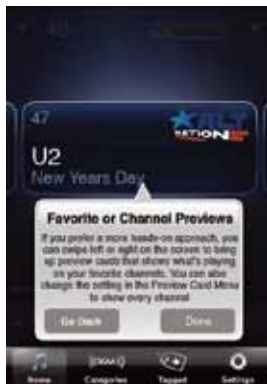 47
ALT
NATION
U2
New Years Day
Favorite or Channel Previews
If you prefer a more hands-on approach, you
can swipe left or right on the screen to bring
up preview cards that shows what's playing
on your favorite channels. You can also
change the setting in the Preview Card Menu
to show every channel
Go Back
Done
Home
Categories
Tagged
Settings